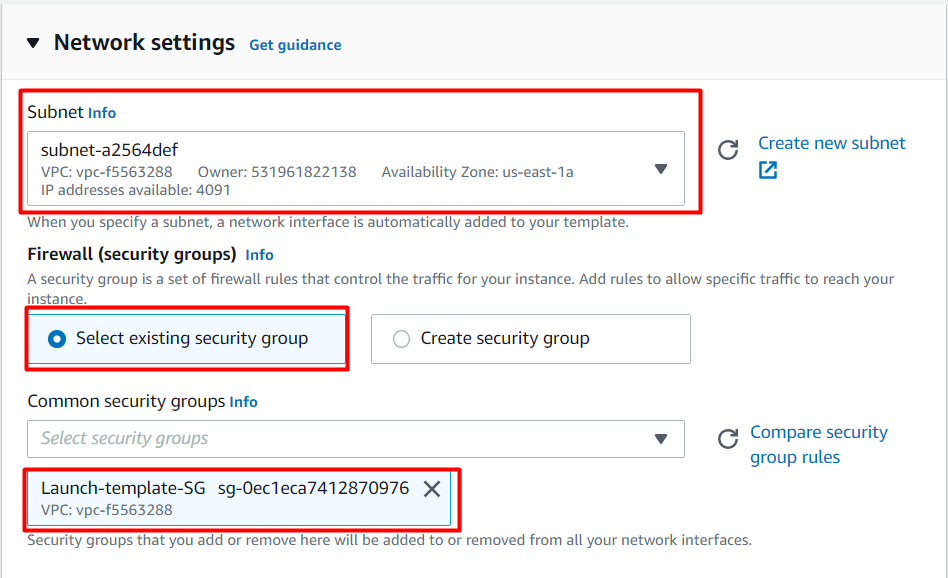 Network settings Get guidance
Subnet Info
subnet-a2564def
VPC: vpc-f5563288 Owner: 531961822138 Availability Zone: us-east-1a
IP addresses available: 4091
Create new subnet
When you specify a subnet, a network interface is automatically added to your template.
Firewall (security groups) Info
A security group is a set of firewall rules that control the traffic for your instance. Add rules to allow specific traffic to reach your
instance.
Select existing security group
Create security group
Common security groups Info
Select security groups
Compare security
group rules
Launch-template-SG sg-0ec1eca7412870976
VPC: vpc-f5563288
Security groups that you add or remove here will be added to or removed from all your network interfaces.